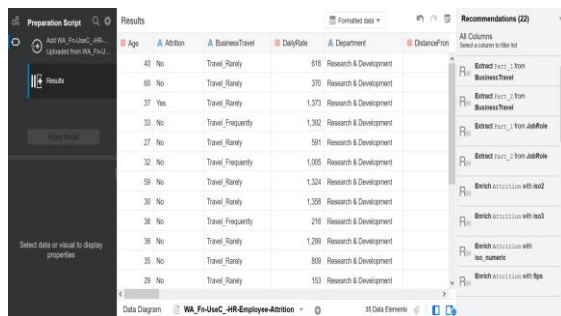 Preparation Script
Add WA_Fn-UseC_-HR-...
Uploaded from WA_Fn-U...
Results
Apply Script
Select data or visual to display
properties
Results
Formatted data
Age Attrition BusinessTravel DailyRate Department DistanceFron
40 No Travel_Rarely 616 Research & Development
60 No Travel_Rarely 370 Research & Development
37 Yes Travel_Rarely 1,373 Research & Development
33 No Travel_Frequently 1,392 Research & Development
27 No Travel_Rarely 591 Research & Development
32 No Travel_Frequently 1,005 Research & Development
59 No Travel_Rarely 1,324 Research & Development
30 No Travel_Rarely 1,358 Research & Development
38 No Travel_Frequently 216 Research & Development
36 No Travel_Rarely 1,299 Research & Development
35 No Travel_Rarely 809 Research & Development
29 No Travel_Rarely 153 Research & Development
Data Diagram WA_Fn-UseC_-HR-Employee-Attrition 35 Data Elements
Recommendations (22)
All Columns
Select a column to filter list
Extract Part_1 from
BusinessTravel
Extract Part_2 from
BusinessTravel
Extract Part_1 from JobRole
Extract Part_2 from JobRole
Enrich Attrition with iso2
Enrich Attrition with iso3
Enrich Attrition with
iso_numeric
Enrich Attrition with fips